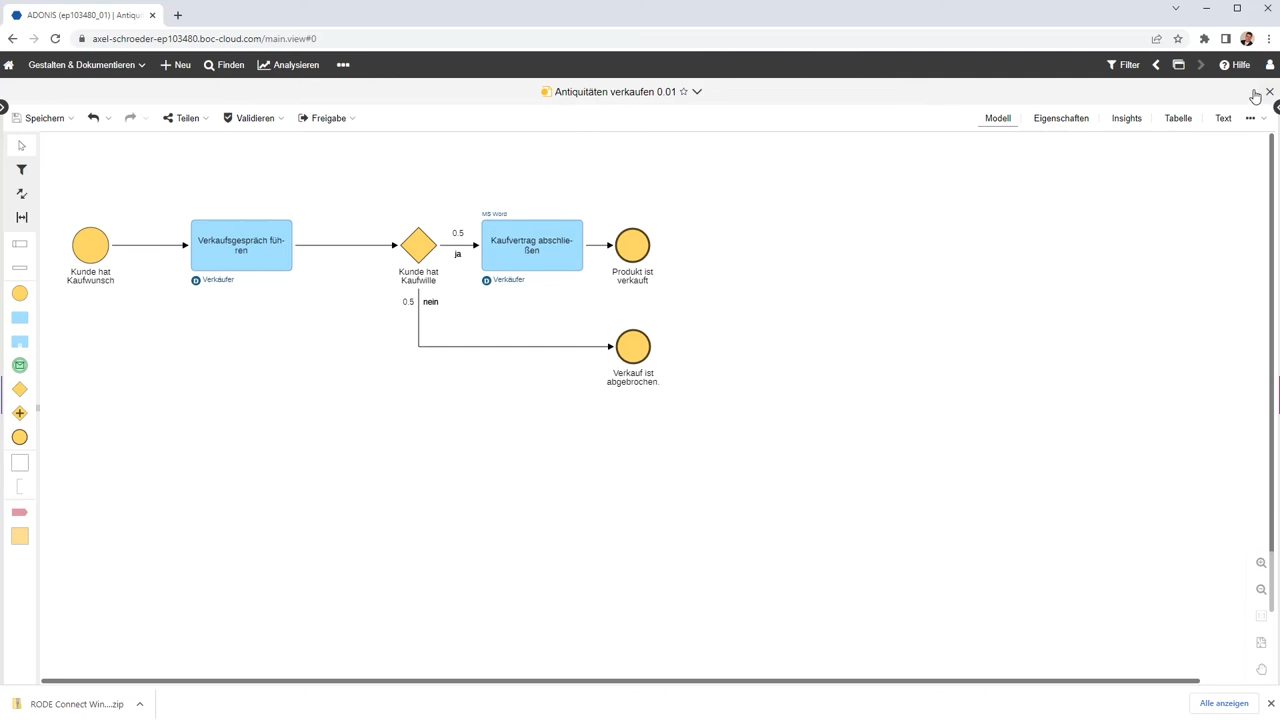 ADONIS (ep103480_01) | Antiqui
axel-schroeder-ep103480.boc-cloud.com/main.view#0
Gestalten & Dokumentieren
Neu
Finden
Analysieren
Filter
Hilfe
Antiquitäten verkaufen 0.01
Speichern
Teilen
Validieren
Freigabe
Modell
Eigenschaften
Insights
Tabelle
Text
MS Word
Verkaufsgespräch füh-
ren
0.5
Kaufvertrag abschlie-
ßen
ja
Kunde hat
Kaufwunsch
D Verkäufer
Kunde hat
Kaufwille
D Verkäufer
Produkt ist
verkauft
0.5 nein
Verkauf ist
abgebrochen.
RODE Connect Win....zip
Alle anzeigen